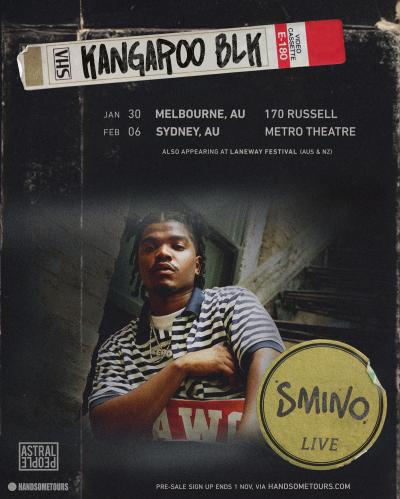 VHS KANGAROO BLK VIDEO CASSETTE E-180
JAN 30 MELBOURNE, AU 170 RUSSELL
FEB 06 SYDNEY, AU METRO THEATRE
ALSO APPEARING AT LANEWAY FESTIVAL (AUS & NZ)
AWG
SMINO
LIVE
ASTRAL
PEOPLE
HANDSOMETOURS
PRE-SALE SIGN UP ENDS 1 NOV, VIA HANDSOMETOURS.COM